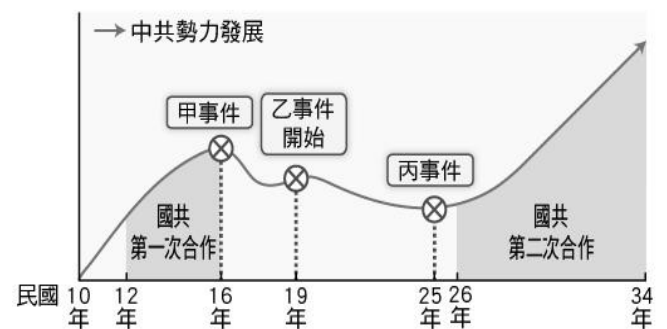 中共勢力發展
甲事件
乙事件
開始
丙事件
國共
第一次合作
國共
第二次合作
民國 10 12 16 19 25 26 34
年 年 年 年 年 年 年